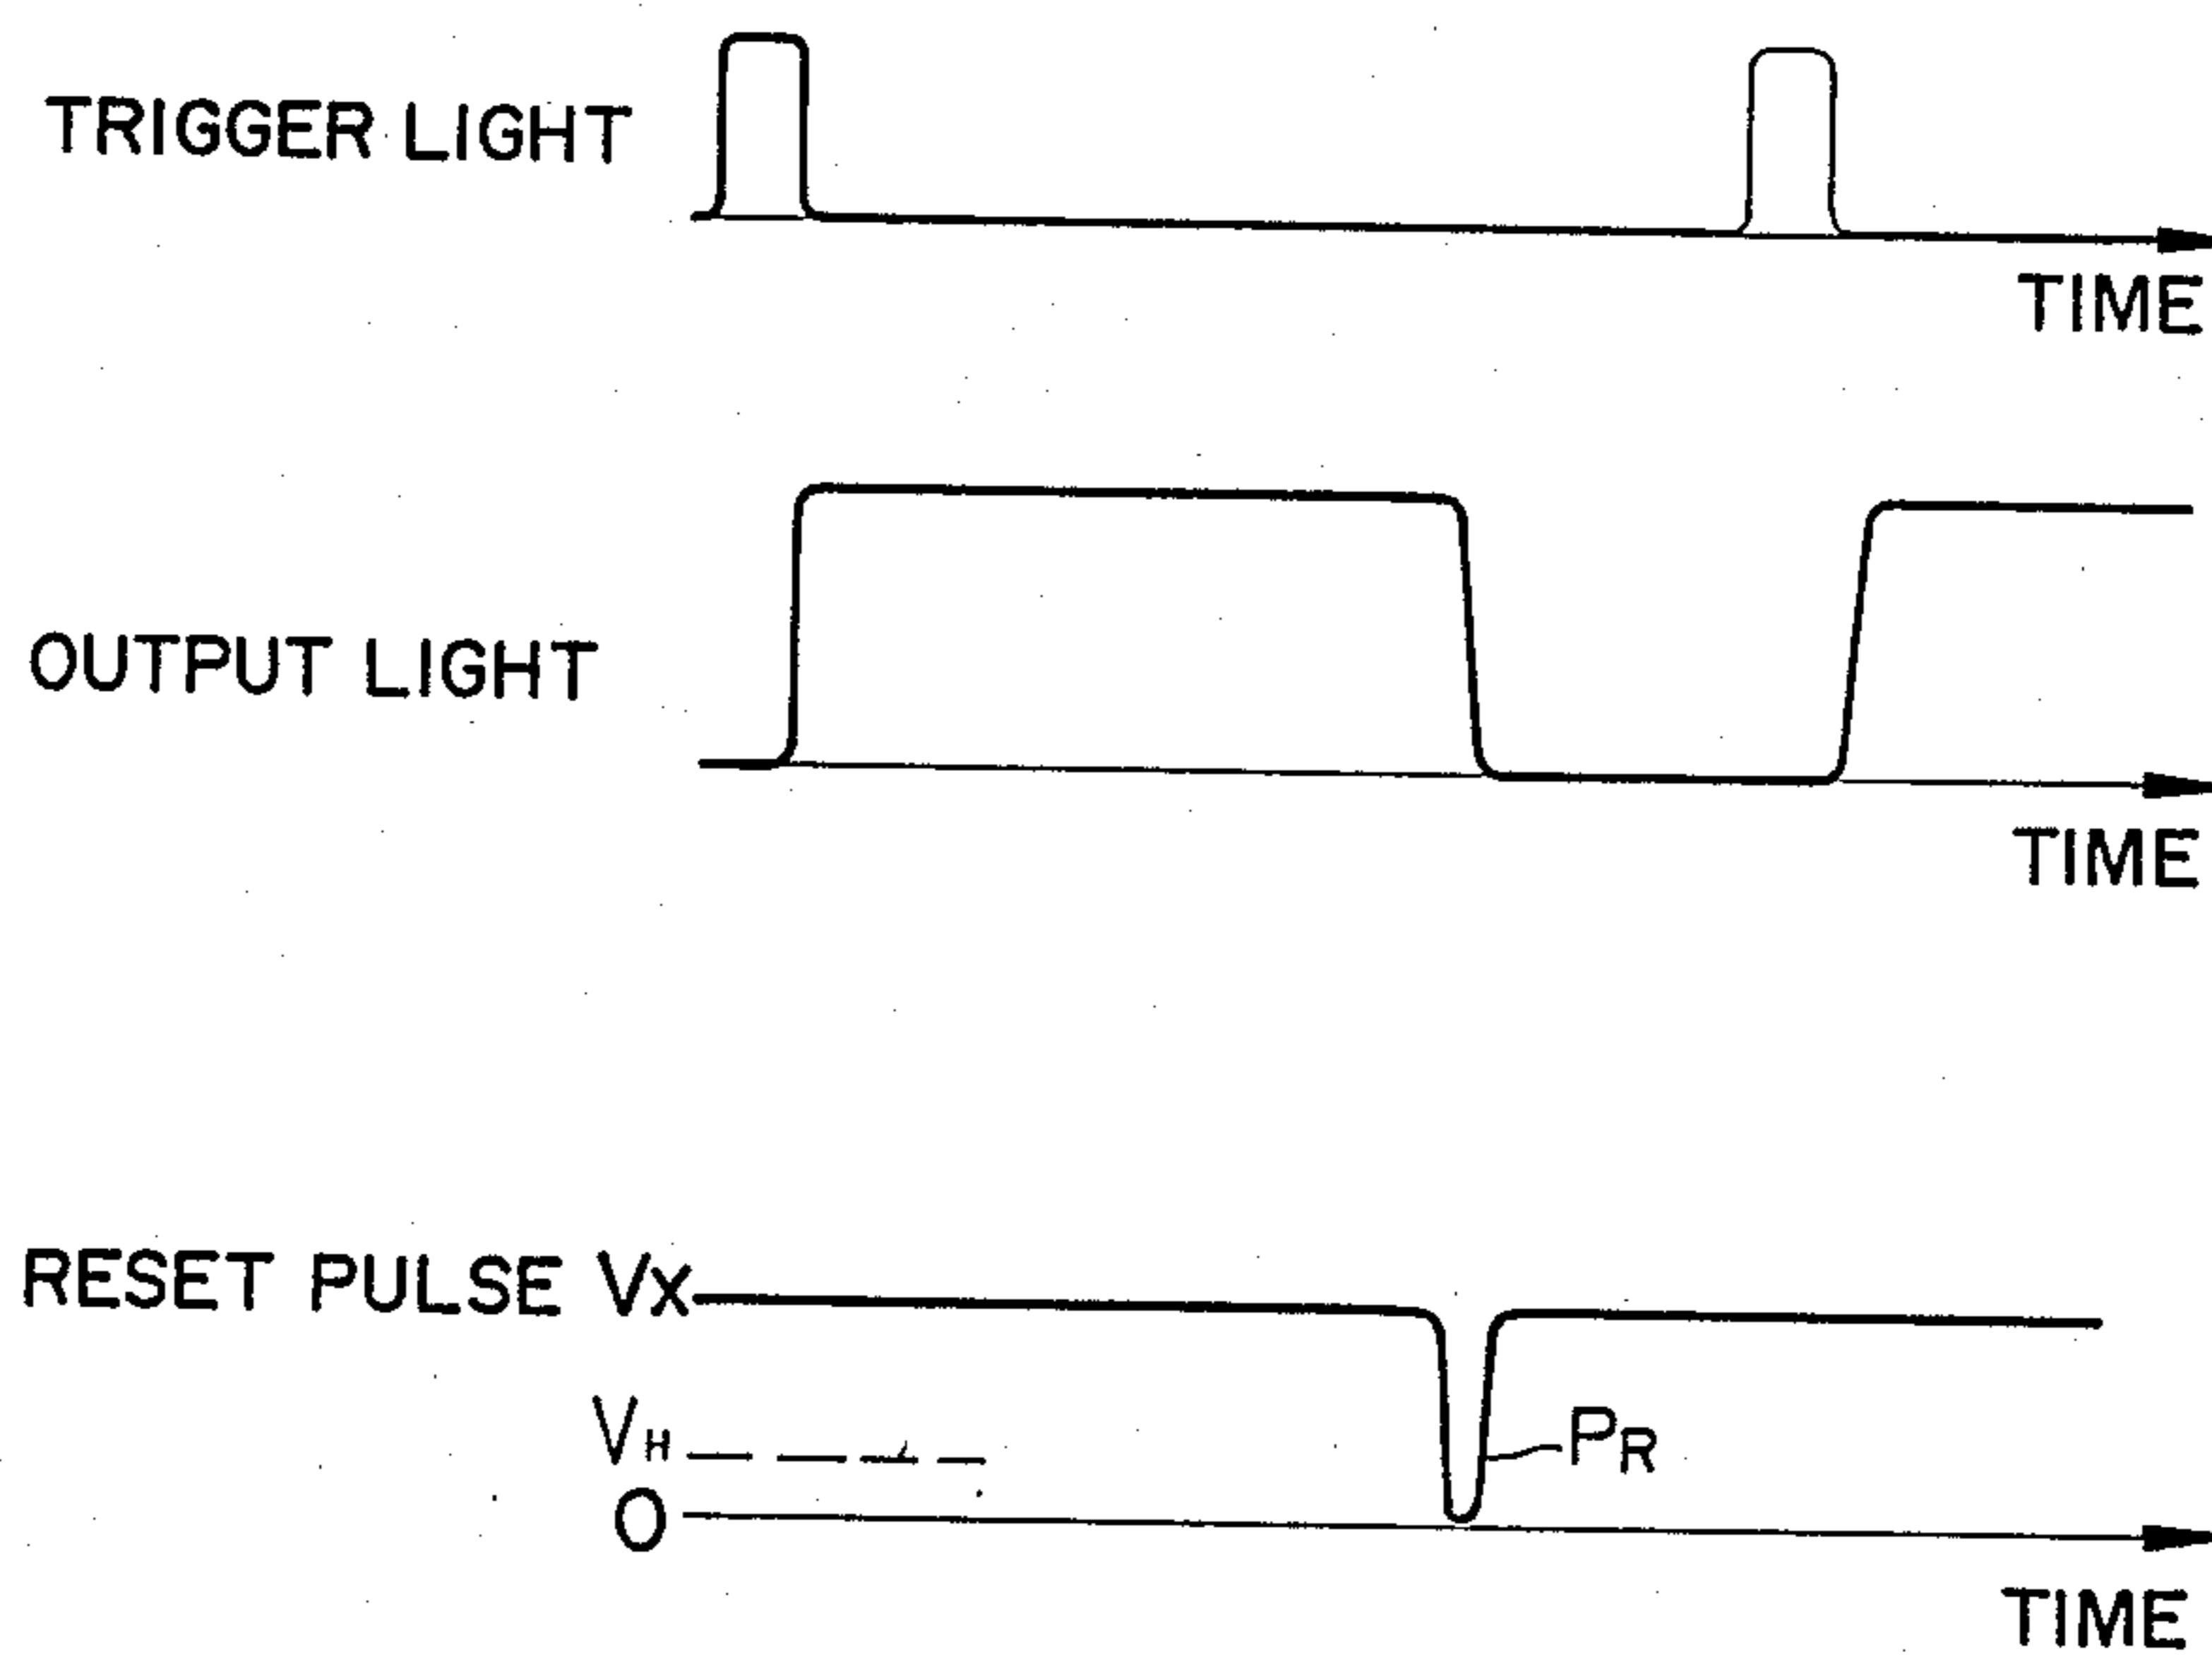 TRIGGER LIGHT
TIME
OUTPUT LIGHT
TIME
RESET PULSE VX
VH
PR
0
TIME